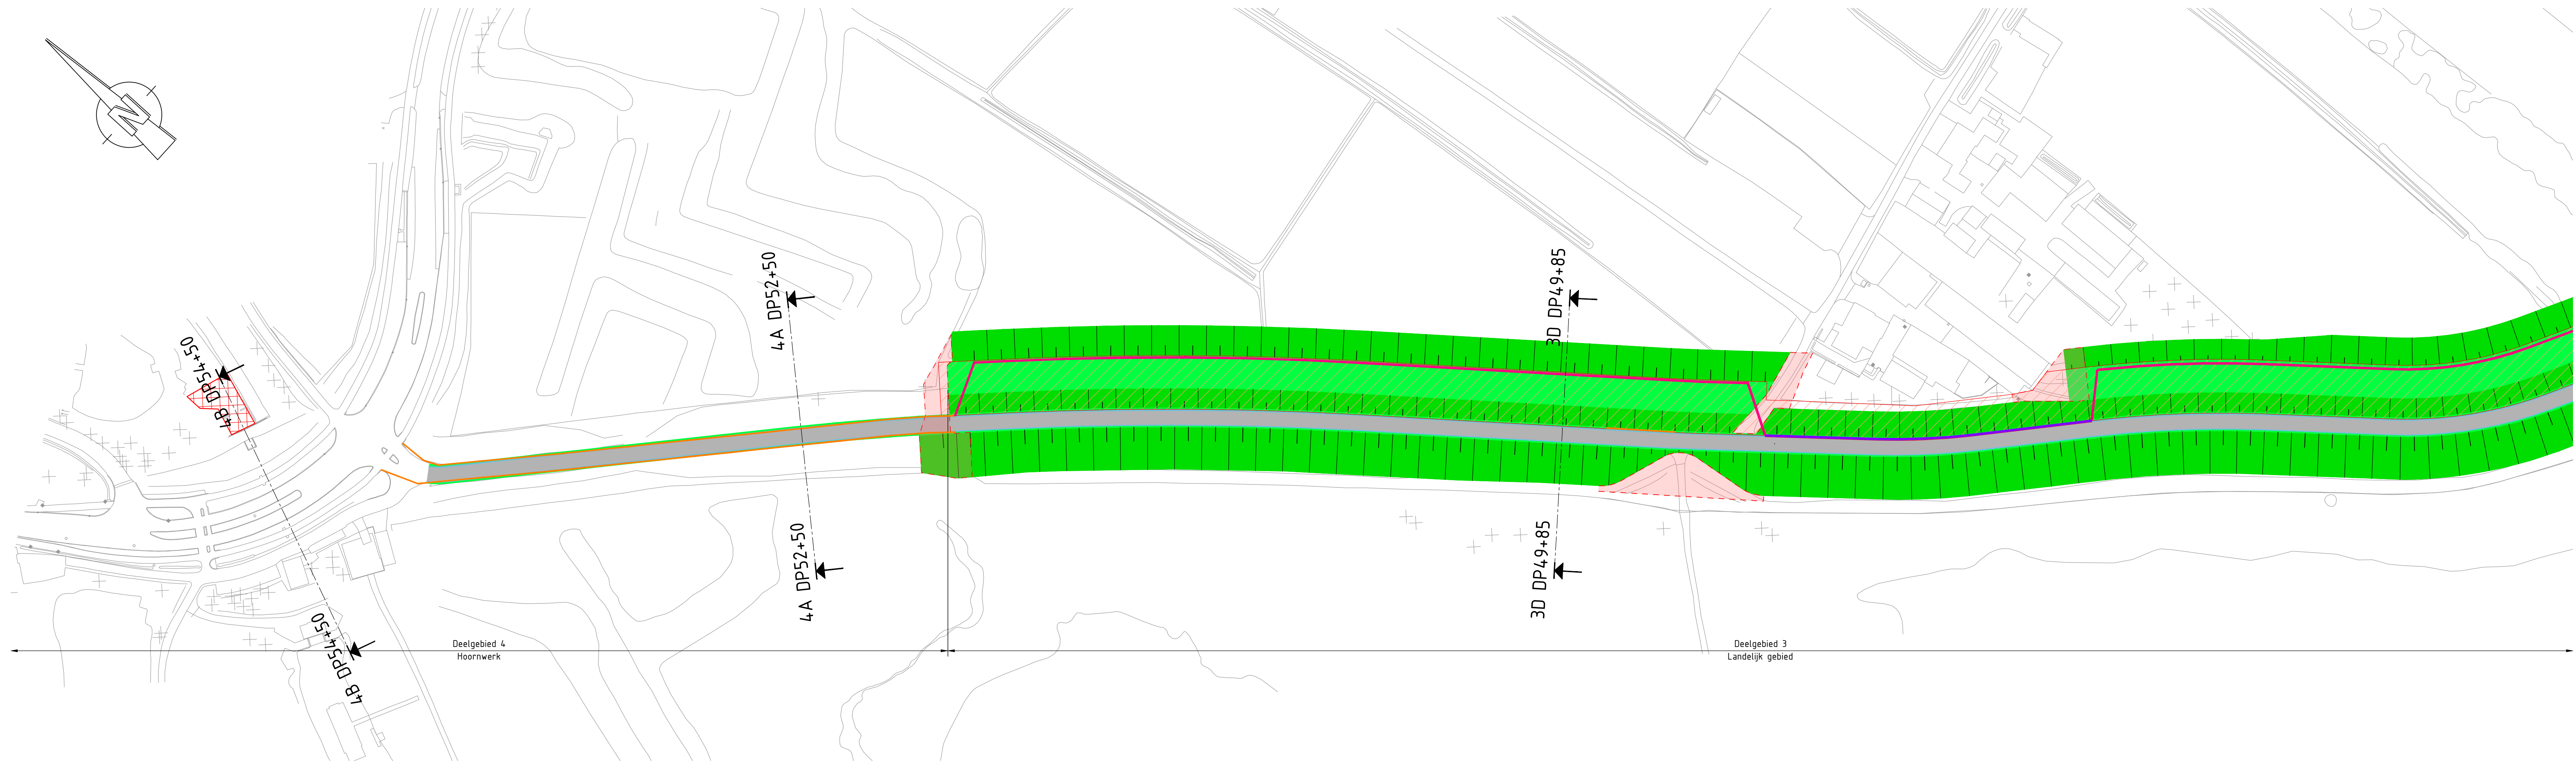 N
4A DP52+50
3D DP49+85
4B DP54+50
4A DP52+50
3D DP49+85
4B DP54+50
Deelgebied 4
Hoornwerk
Deelgebied 3
Landelijk gebied